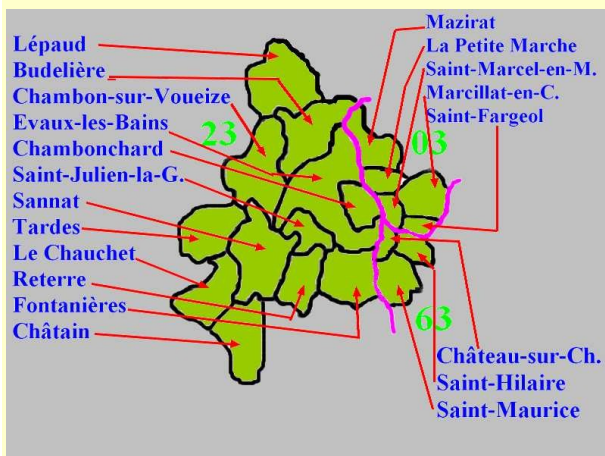 Lépaud
Budelière
Chambon-sur-Voueize
Evaux-les-Bains
Chambonchard
Saint-Julien-la-G.
Sannat
Tardes
Le Chauchet
Reterre
Fontanières
Châtain
23
Mazirat
La Petite Marche
Saint-Marcel-en-M.
Marcillat-en-C.
Saint-Fargeol
03
63
Château-sur-Ch.
Saint-Hilaire
Saint-Maurice